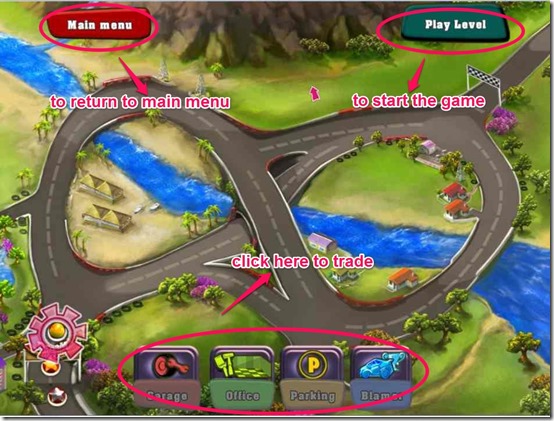 Main menu
Play Level
to return to main menu
to start the game
click here to trade
P
Garage
Office
Parking
Blamer